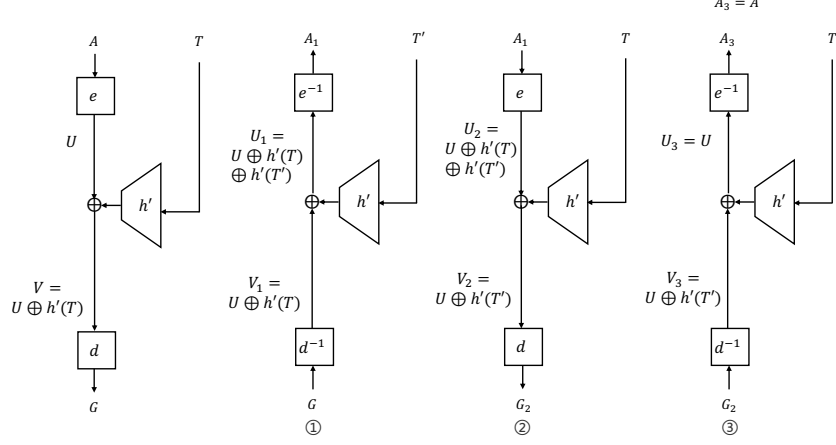 A₃ = A
A T A₁ T′ A₁ T A₃ T
e e⁻¹ e e⁻¹
U
U₁ =
U ⊕ h′(T)
⊕ h′(T′)
U₂ =
U ⊕ h′(T)
⊕ h′(T′)
U₃ = U
h′ h′ h′ h′
V =
U ⊕ h′(T)
V₁ =
U ⊕ h′(T)
V₂ =
U ⊕ h′(T′)
V₃ =
U ⊕ h′(T′)
d d⁻¹ d d⁻¹
G G G₂ G₂
① ② ③